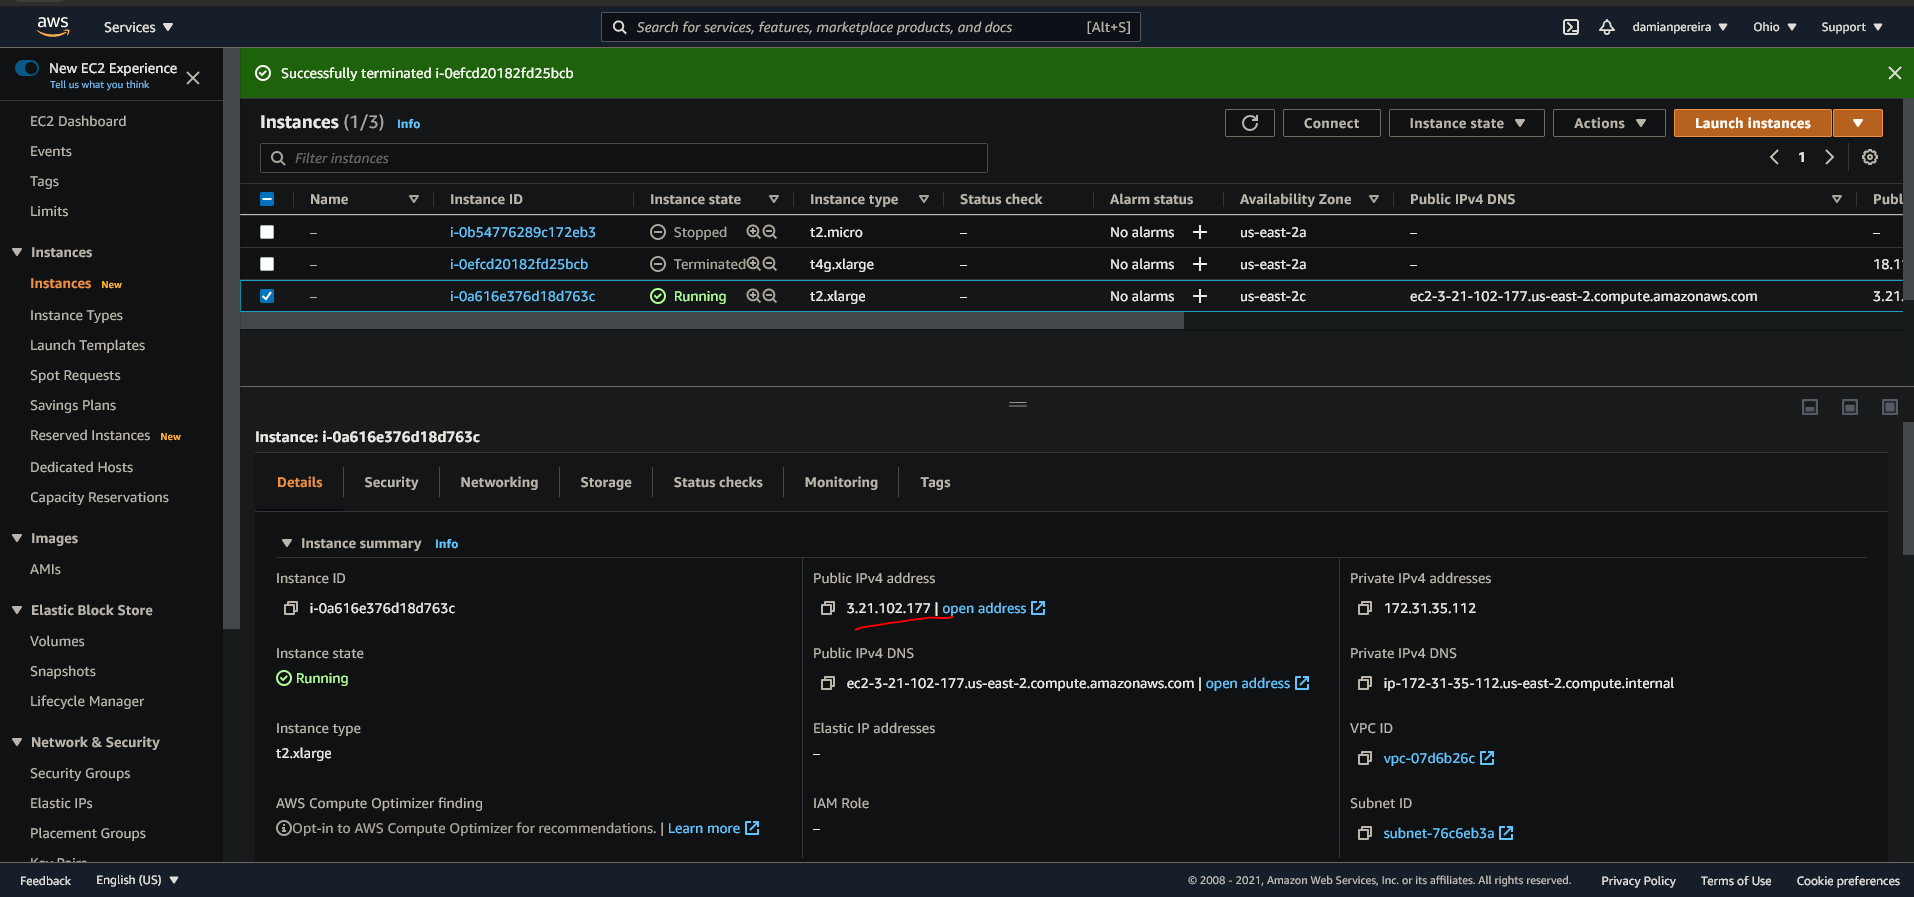 aws Services Search for services, features, marketplace products, and docs [Alt+S] damianpereira Ohio Support
New EC2 Experience
Tell us what you think
EC2 Dashboard
Events
Tags
Limits
Instances
Instances New
Instance Types
Launch Templates
Spot Requests
Savings Plans
Reserved Instances New
Dedicated Hosts
Capacity Reservations
Images
AMIs
Elastic Block Store
Volumes
Snapshots
Lifecycle Manager
Network & Security
Security Groups
Elastic IPs
Placement Groups
Key Pairs
Successfully terminated i-0efcd20182fd25bcb
Instances (1/3) Info Connect Instance state Actions Launch instances
Filter instances 1
Name Instance ID Instance state Instance type Status check Alarm status Availability Zone Public IPv4 DNS Publ
– i-0b54776289c172eb3 Stopped t2.micro – No alarms + us-east-2a – –
– i-0efcd20182fd25bcb Terminated t4g.xlarge – No alarms + us-east-2a – 18.1
– i-0a616e376d18d763c Running t2.xlarge – No alarms + us-east-2c ec2-3-21-102-177.us-east-2.compute.amazonaws.com 3.21.
Instance: i-0a616e376d18d763c
Details Security Networking Storage Status checks Monitoring Tags
Instance summary Info
Instance ID
i-0a616e376d18d763c
Public IPv4 address
3.21.102.177 | open address
Private IPv4 addresses
172.31.35.112
Instance state
Running
Public IPv4 DNS
ec2-3-21-102-177.us-east-2.compute.amazonaws.com | open address
Private IPv4 DNS
ip-172-31-35-112.us-east-2.compute.internal
Instance type
t2.xlarge
Elastic IP addresses
–
VPC ID
vpc-07d6b26c
AWS Compute Optimizer finding
Opt-in to AWS Compute Optimizer for recommendations. | Learn more
IAM Role
–
Subnet ID
subnet-76c6eb3a
Feedback English (US) © 2008 - 2021, Amazon Web Services, Inc. or its affiliates. All rights reserved. Privacy Policy Terms of Use Cookie preferences